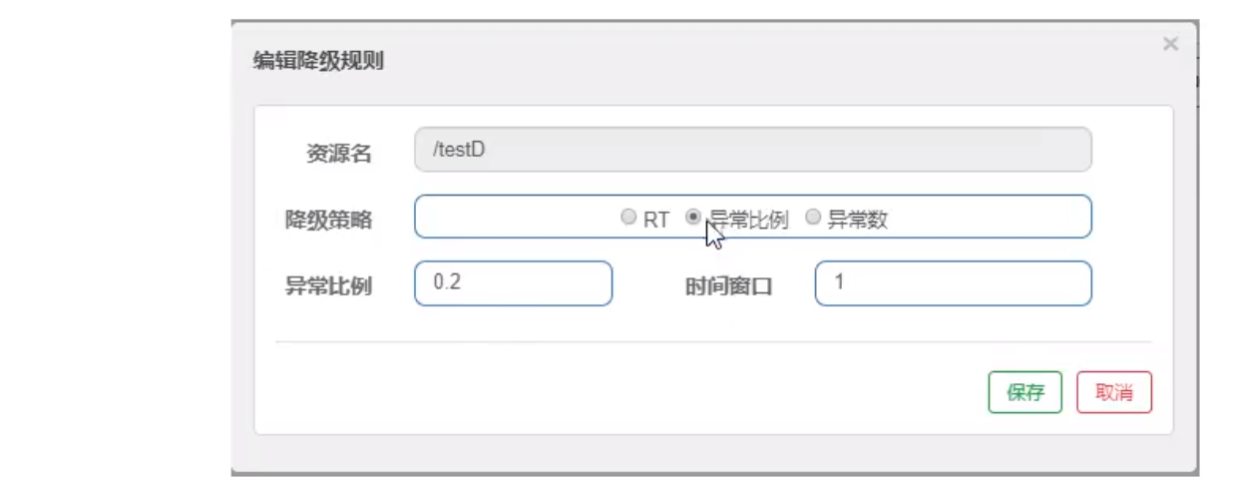 编辑降级规则 ×
资源名 /testD
降级策略 RT 异常比例 异常数
异常比例 0.2 时间窗口 1
保存 取消